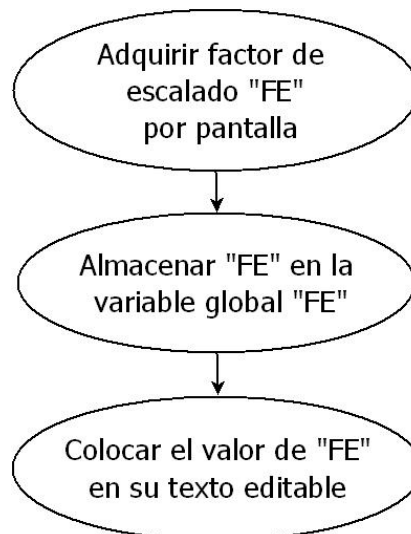 Adquirir factor de
escalado "FE"
por pantalla
Almacenar "FE" en la
variable global "FE"
Colocar el valor de "FE"
en su texto editable